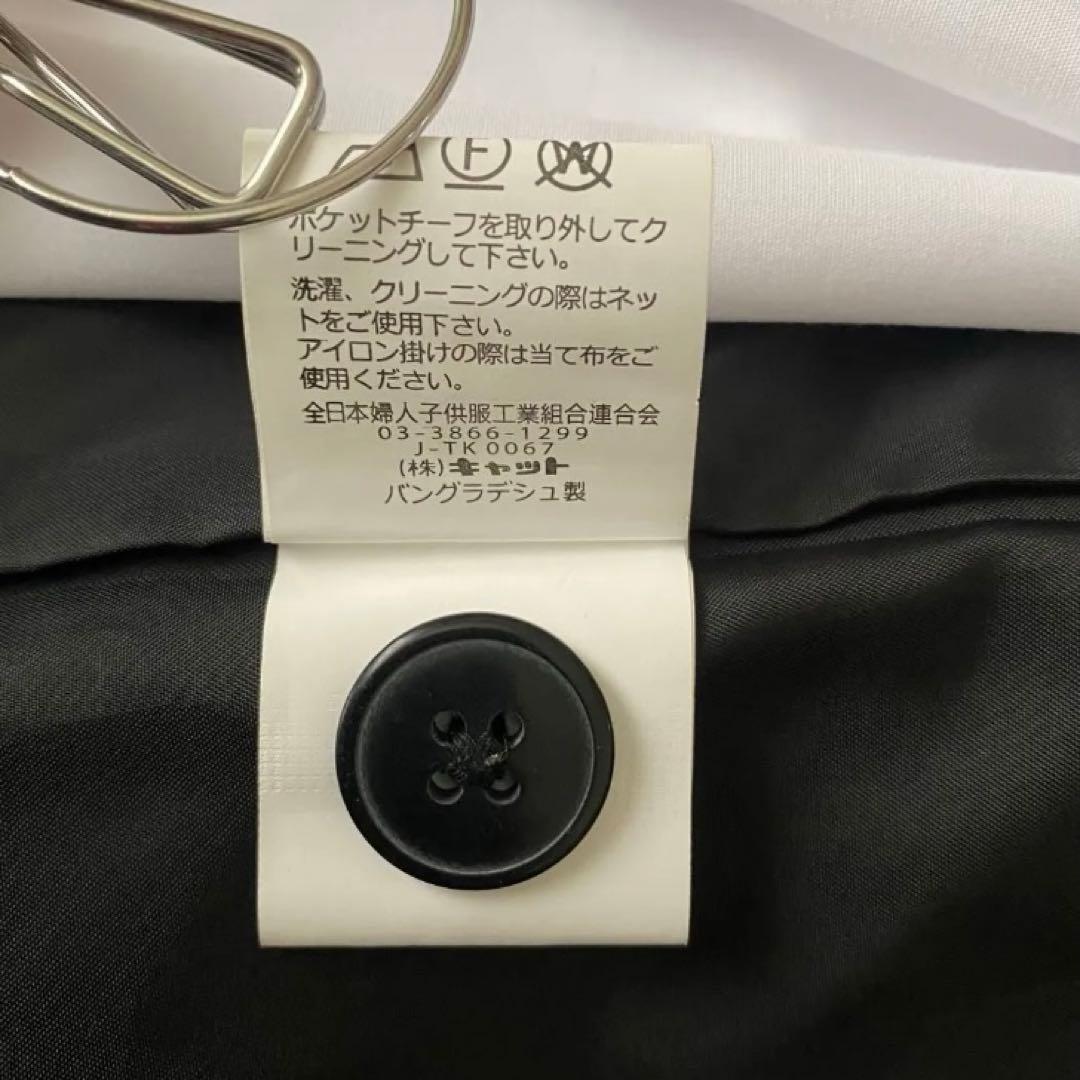 F W
ポケットチーフを取り外してク
リーニングして下さい。
洗濯、クリーニングの際はネッ
トをご使用下さい。
アイロン掛けの際は当て布をご
使用ください。
全日本婦人子供服工業組合連合会
03-3866-1299
J-TK0067
(株)キャット
バングラデシュ製